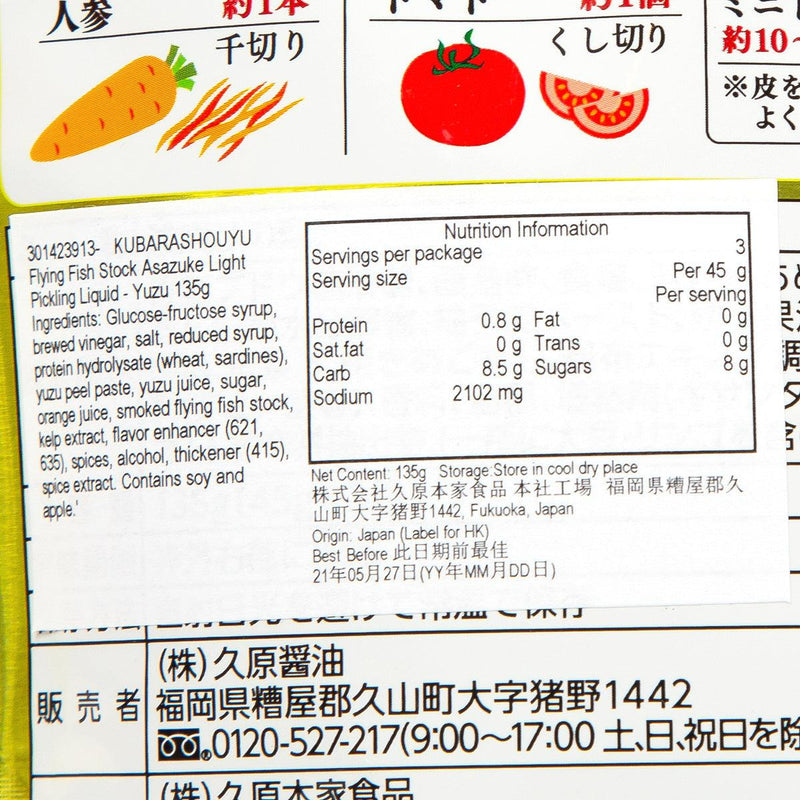 人参
約1本
千切り
トマト
約1個
くし切り
ミニ
約10~
※皮を
よく
301423913- KUBARASHOUYU
Flying Fish Stock Asazuke Light
Pickling Liquid - Yuzu 135g
Ingredients: Glucose-fructose syrup,
brewed vinegar, salt, reduced syrup,
protein hydrolysate (wheat, sardines),
yuzu peel paste, yuzu juice, sugar,
orange juice, smoked flying fish stock,
kelp extract, flavor enhancer (621,
635), spices, alcohol, thickener (415),
spice extract. Contains soy and
apple.'
Nutrition Information
Servings per package 3
Serving size Per 45 g
Per serving
Protein 0.8 g Fat 0 g
Sat.fat 0 g Trans 0 g
Carb 8.5 g Sugars 8 g
Sodium 2102 mg
Net Content: 135g Storage:Store in cool dry place
株式会社久原本家食品 本社工場 福岡県糟屋郡久
山町大字猪野1442, Fukuoka, Japan
Origin: Japan (Label for HK)
Best Before 此日期前最佳
21年05月27日(YY年MM月DD日)
販売者
(株)久原醤油
福岡県糟屋郡久山町大字猪野1442
0120-527-217(9:00〜17:00 土、日、祝日を除
(株)久原本家食品